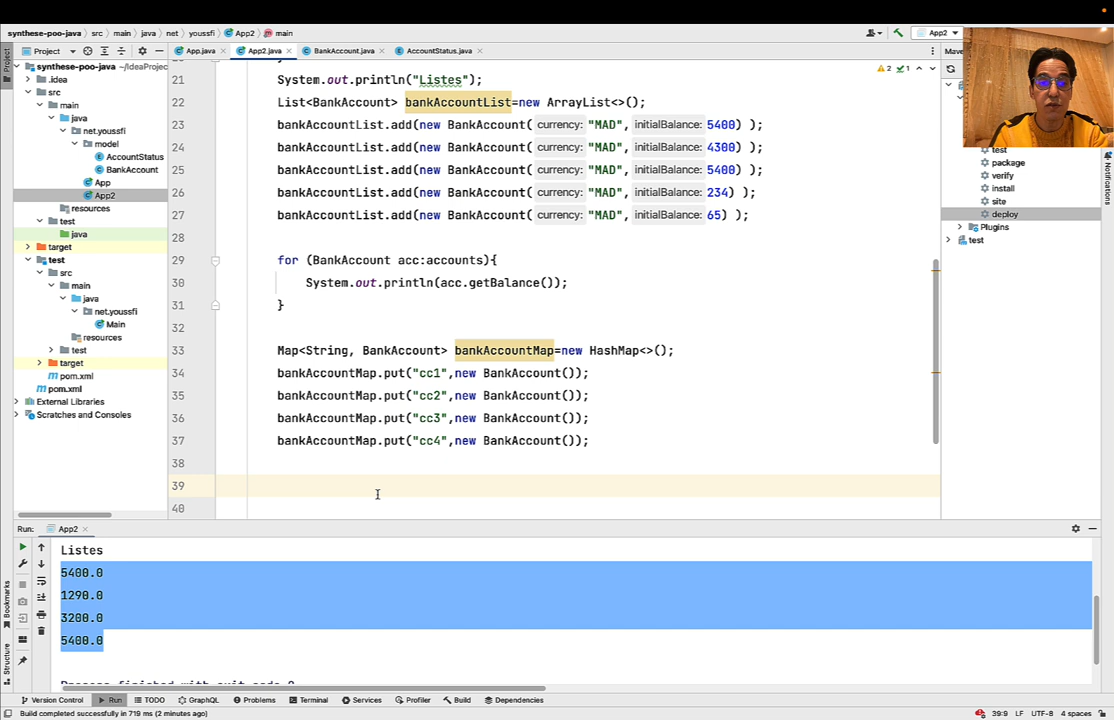 synthese-poo-java › src › main › java › net › youssfi › App2 › main
App2
Project
App.java
App2.java
BankAccount.java
AccountStatus.java
synthese-poo-java ~/IdeaProjec
.idea
src
main
java
net.youssfi
model
AccountStatus
BankAccount
App
App2
resources
test
java
target
test
src
main
java
net.youssfi
Main
resources
test
target
pom.xml
pom.xml
External Libraries
Scratches and Consoles
21 System.out.println("Listes");
22 List<BankAccount> bankAccountList=new ArrayList<>();
23 bankAccountList.add(new BankAccount( currency: "MAD", initialBalance: 5400) );
24 bankAccountList.add(new BankAccount( currency: "MAD", initialBalance: 4300) );
25 bankAccountList.add(new BankAccount( currency: "MAD", initialBalance: 5400) );
26 bankAccountList.add(new BankAccount( currency: "MAD", initialBalance: 234) );
27 bankAccountList.add(new BankAccount( currency: "MAD", initialBalance: 65) );
28
29 for (BankAccount acc:accounts){
30 System.out.println(acc.getBalance());
31 }
32
33 Map<String, BankAccount> bankAccountMap=new HashMap<>();
34 bankAccountMap.put("cc1",new BankAccount());
35 bankAccountMap.put("cc2",new BankAccount());
36 bankAccountMap.put("cc3",new BankAccount());
37 bankAccountMap.put("cc4",new BankAccount());
38
39
40
2 1
Mave
test
package
verify
install
site
deploy
Plugins
test
Notifications
Project
Bookmarks
Structure
Run: App2
Listes
5400.0
1290.0
3200.0
5400.0
Version Control
Run
TODO
GraphQL
Problems
Terminal
Services
Profiler
Build
Dependencies
Build completed successfully in 719 ms (2 minutes ago)
39:9 LF UTF-8 4 spaces